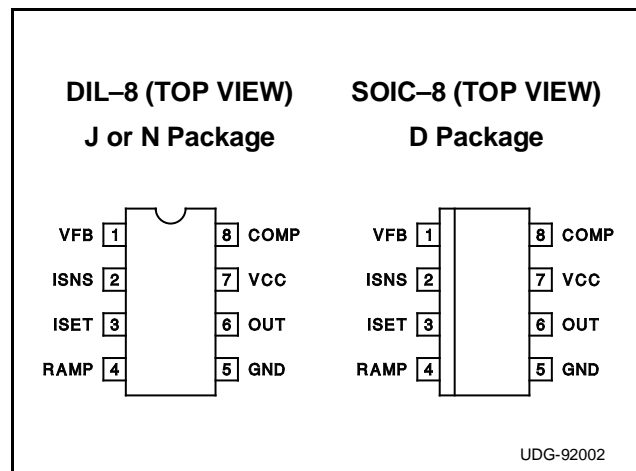 DIL–8 (TOP VIEW)
J or N Package
VFB 1 8 COMP
ISNS 2 7 VCC
ISET 3 6 OUT
RAMP 4 5 GND
SOIC–8 (TOP VIEW)
D Package
VFB 1 8 COMP
ISNS 2 7 VCC
ISET 3 6 OUT
RAMP 4 5 GND
UDG-92002